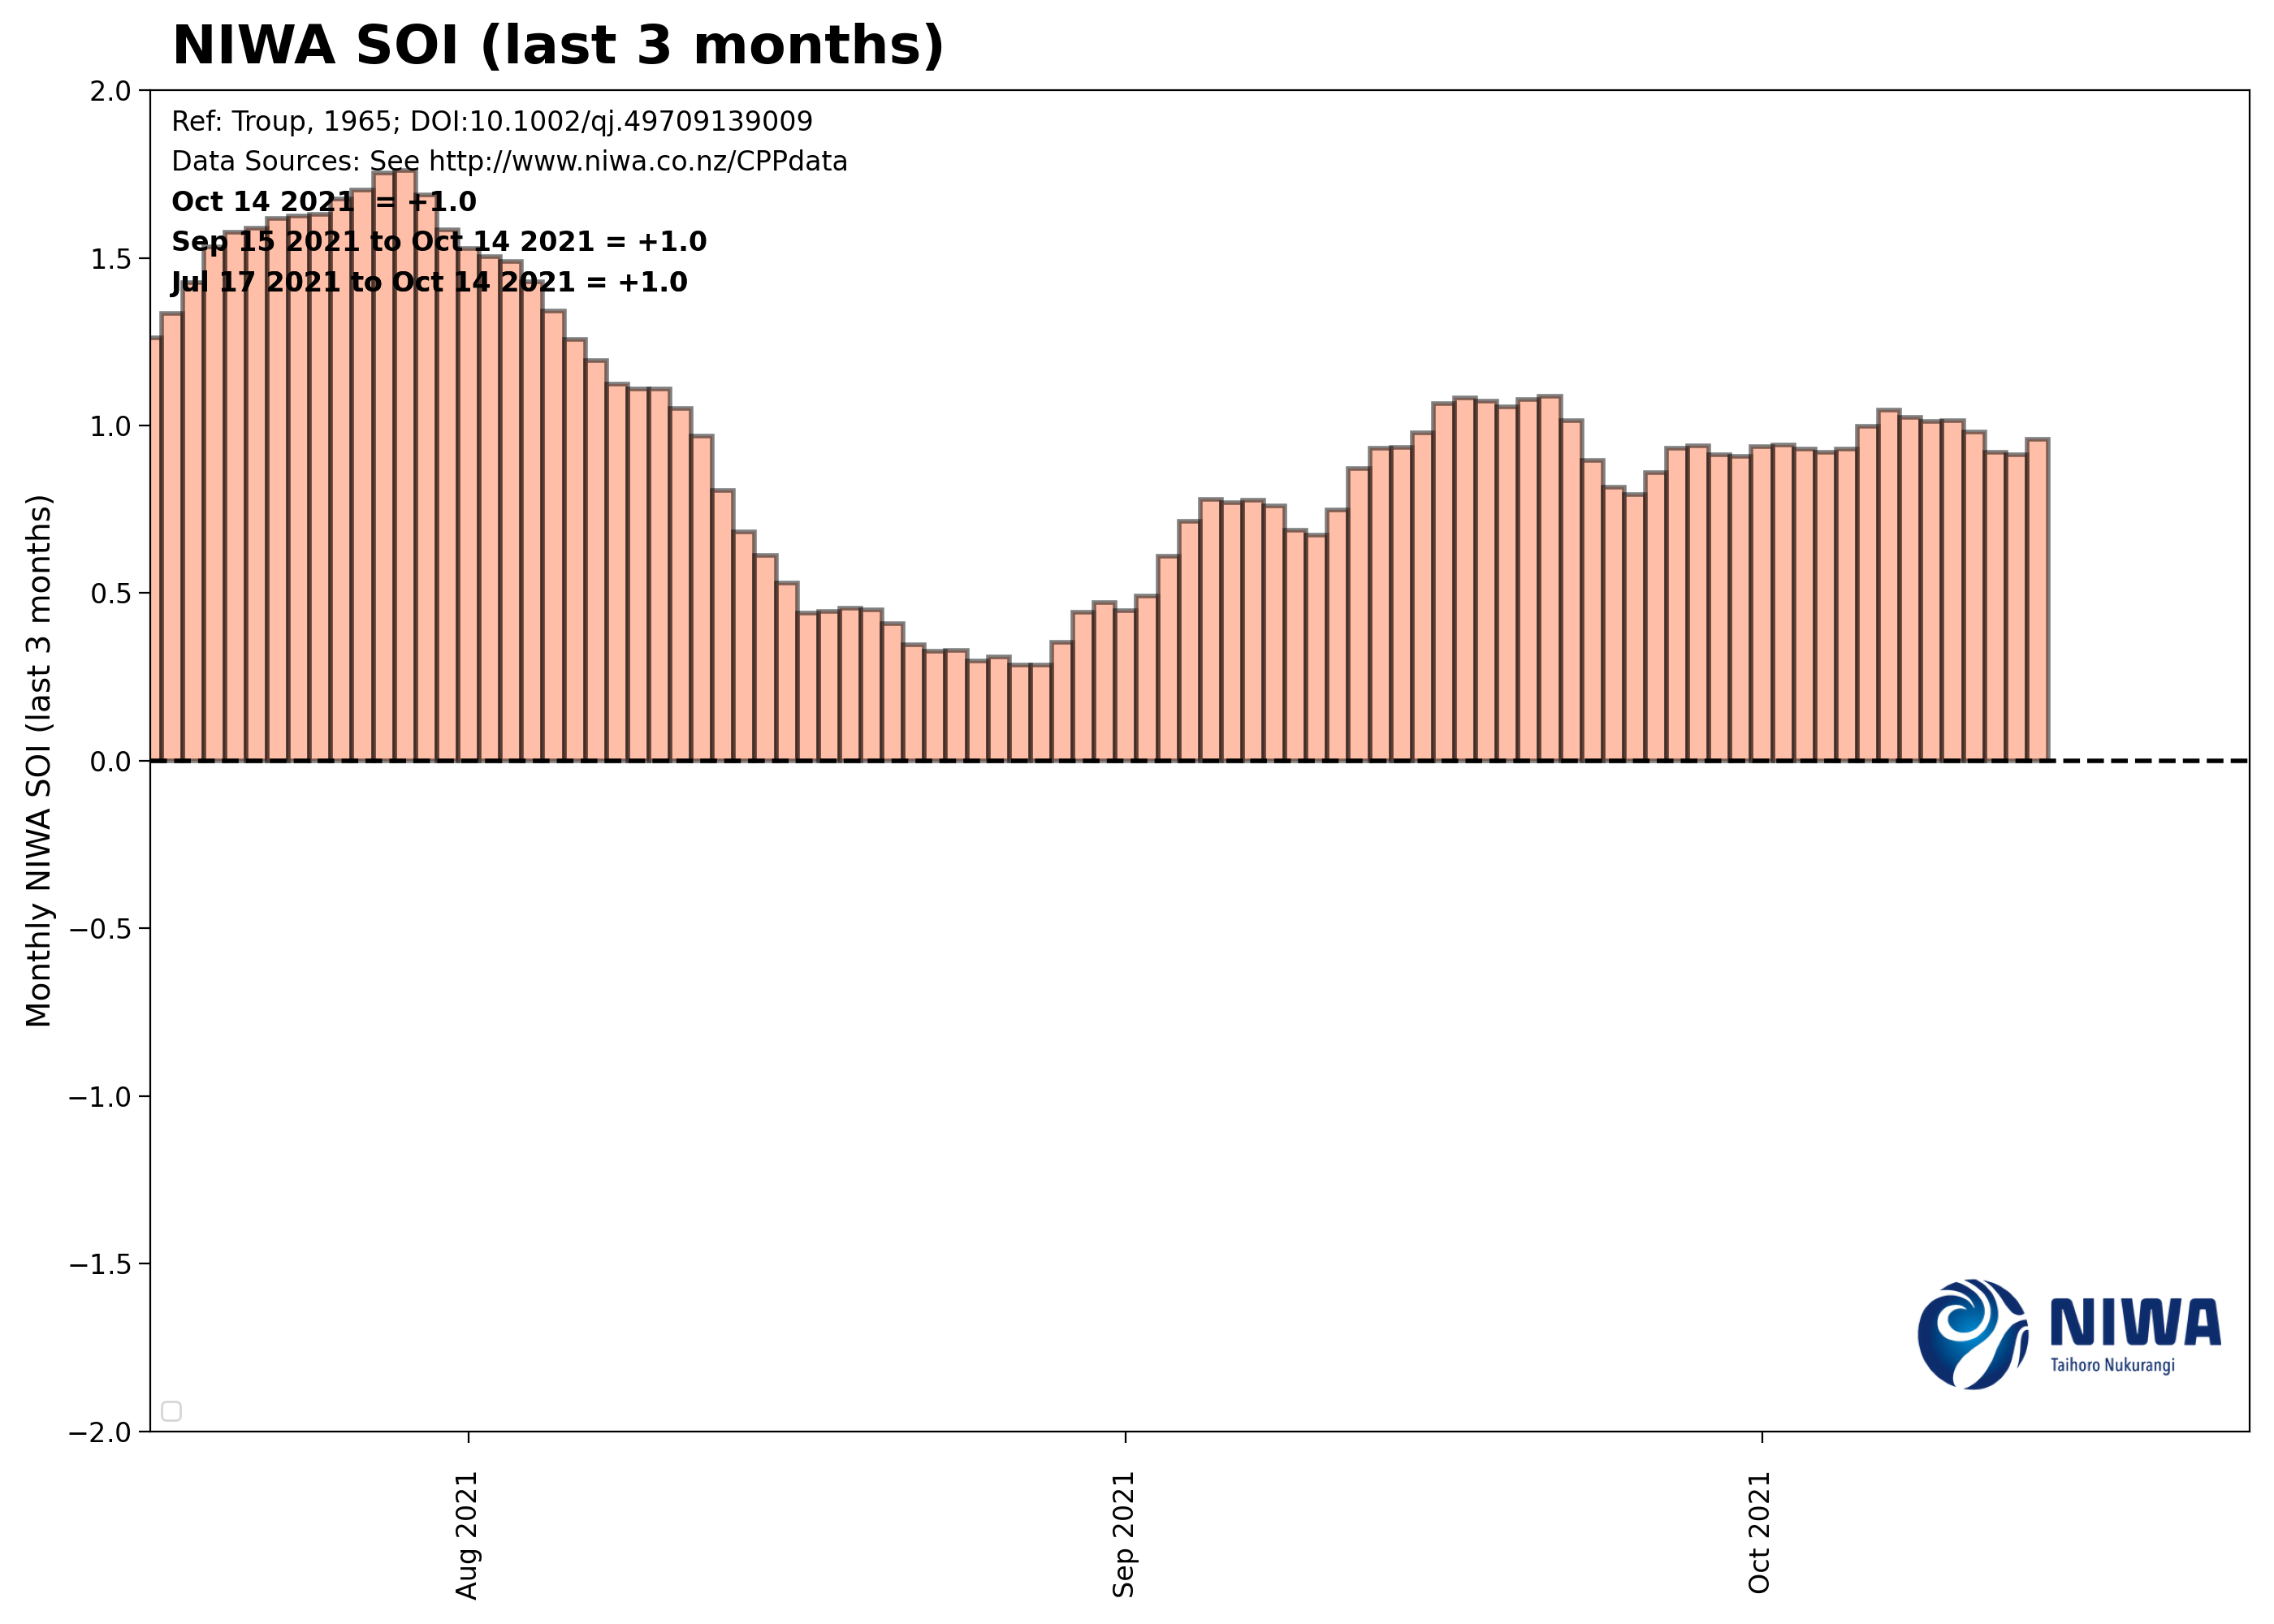 NIWA SOI (last 3 months)
2.0
Ref: Troup, 1965; DOI:10.1002/qj.49709139009
Data Sources: See http://www.niwa.co.nz/CPPdata
Oct 14 2021 = +1.0
Sep 15 2021 to Oct 14 2021 = +1.0
Jul 17 2021 to Oct 14 2021 = +1.0
1.5
1.0
0.5
0.0
−0.5
−1.0
−1.5
−2.0
Monthly NIWA SOI (last 3 months)
NIWA
Taihoro Nukurangi
Aug 2021
Sep 2021
Oct 2021